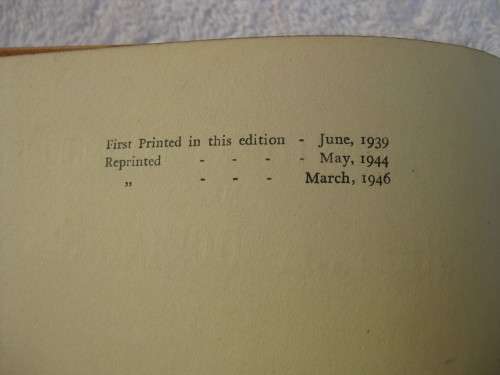 First Printed in this edition - June, 1939
Reprinted - - - - May, 1944
„ - - - March, 1946